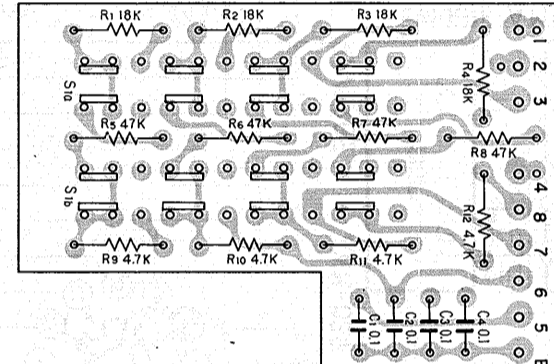 R1 18K
R2 18K
R3 18K
R4 18K
S1a
R5 47K
R6 47K
R7 47K
R8 47K
S1b
R9 4.7K
R10 4.7K
R11 4.7K
R12 4.7K
C1 0.1
C2 0.1
C3 0.1
C4 0.1
1
2
3
4
8
7
6
5
E